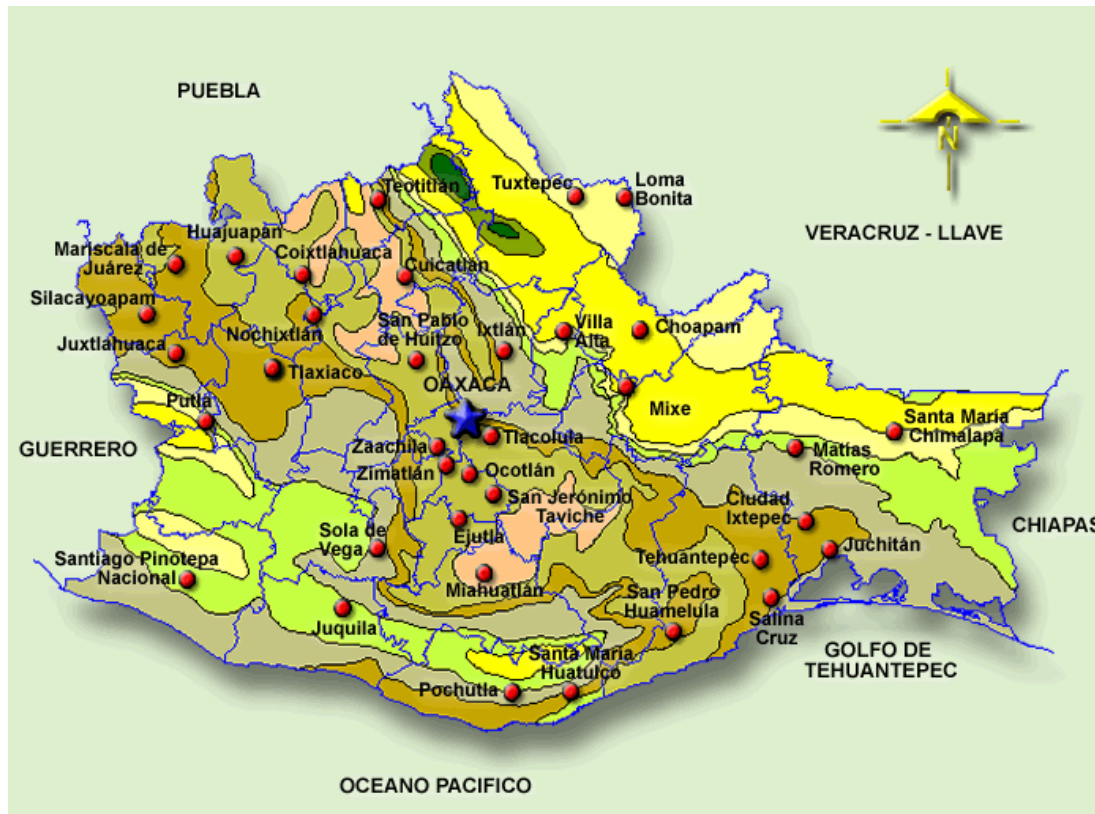 PUEBLA
N
Teotitlán
Tuxtepec
Loma
Bonita
VERACRUZ - LLAVE
Huajuapán
Mariscala de
Juárez
Coixtlahuaca
Cuicatlán
Silacayoapam
Nochixtlán
San Pablo
de Huitzo
Ixtlán
Villa
Alta
Choapam
Juxtlahuaca
Tlaxiaco
OAXACA
Mixe
Putla
Santa María
Chimalapa
GUERRERO
Zaachila
Tlacolula
Matías
Romero
Zimatlán
Ocotlán
San Jerónimo
Taviche
Ciudad
Ixtepec
CHIAPAS
Sola de
Vega
Ejutla
Juchitán
Santiago Pinotepa
Nacional
Tehuantepec
Miahuatlán
San Pedro
Huamelula
Juquila
Salina
Cruz
GOLFO DE
TEHUANTEPEC
Santa María
Huatulco
Pochutla
OCEANO PACIFICO